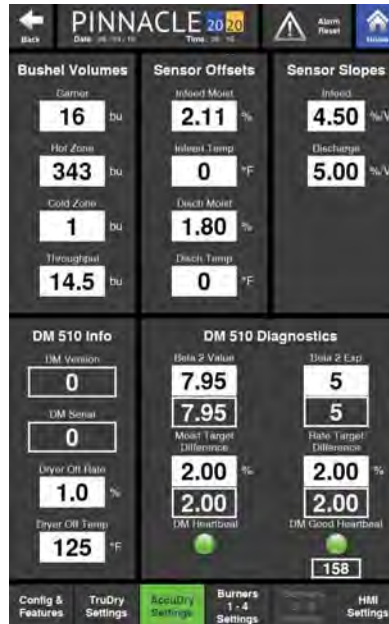 PINNACLE 20 20
Back
Date
Time
Alarm
Reset
Home
Bushel Volumes
Garner
16 bu
Hot Zone
343 bu
Cold Zone
1 bu
Throughput
14.5 bu
Sensor Offsets
Infeed Moist
2.11 %
Infeed Temp
0 °F
Disch Moist
1.80 %
Disch Temp
0 °F
Sensor Slopes
Infeed
4.50 %/V
Discharge
5.00 %/V
DM 510 Info
DM Version
0
DM Serial
0
Dryer Off Rate
1.0 %
Dryer Off Temp
125 °F
DM 510 Diagnostics
Beta 2 Value
7.95
7.95
Moist Target
Difference
2.00 %
2.00
DM Heartbeat
Beta 2 Exp
5
5
Rate Target
Difference
2.00 %
2.00
DM Good Heartbeat
158
Config &
Features
TruDry
Settings
AccuDry
Settings
Burners
1 - 4
Settings
HMI
Settings